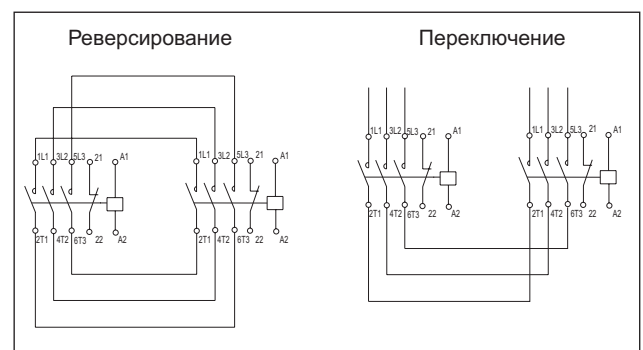 Реверсирование Переключение
1L1 3L2 5L3 21 A1 1L1 3L2 5L3 21 A1
2T1 4T2 6T3 22 A2 2T1 4T2 6T3 22 A2
1L1 3L2 5L3 21 A1 1L1 3L2 5L3 21 A1
2T1 4T2 6T3 22 A2 2T1 4T2 6T3 22 A2